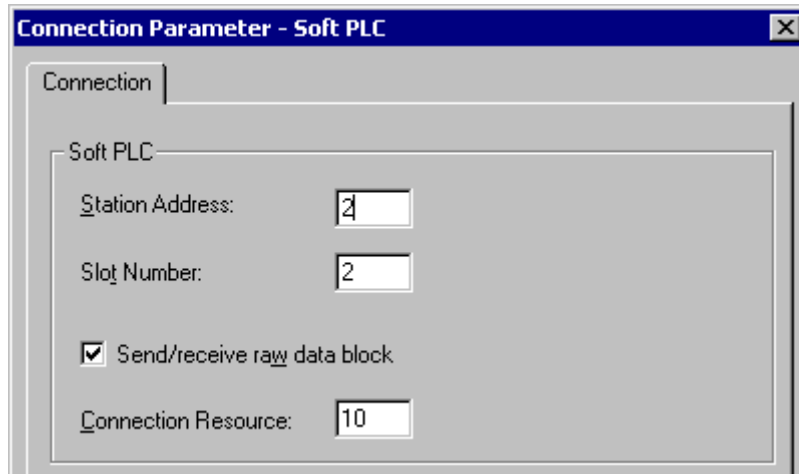 Connection Parameter - Soft PLC
Connection
Soft PLC
Station Address: 2
Slot Number: 2
Send/receive raw data block
Connection Resource: 10